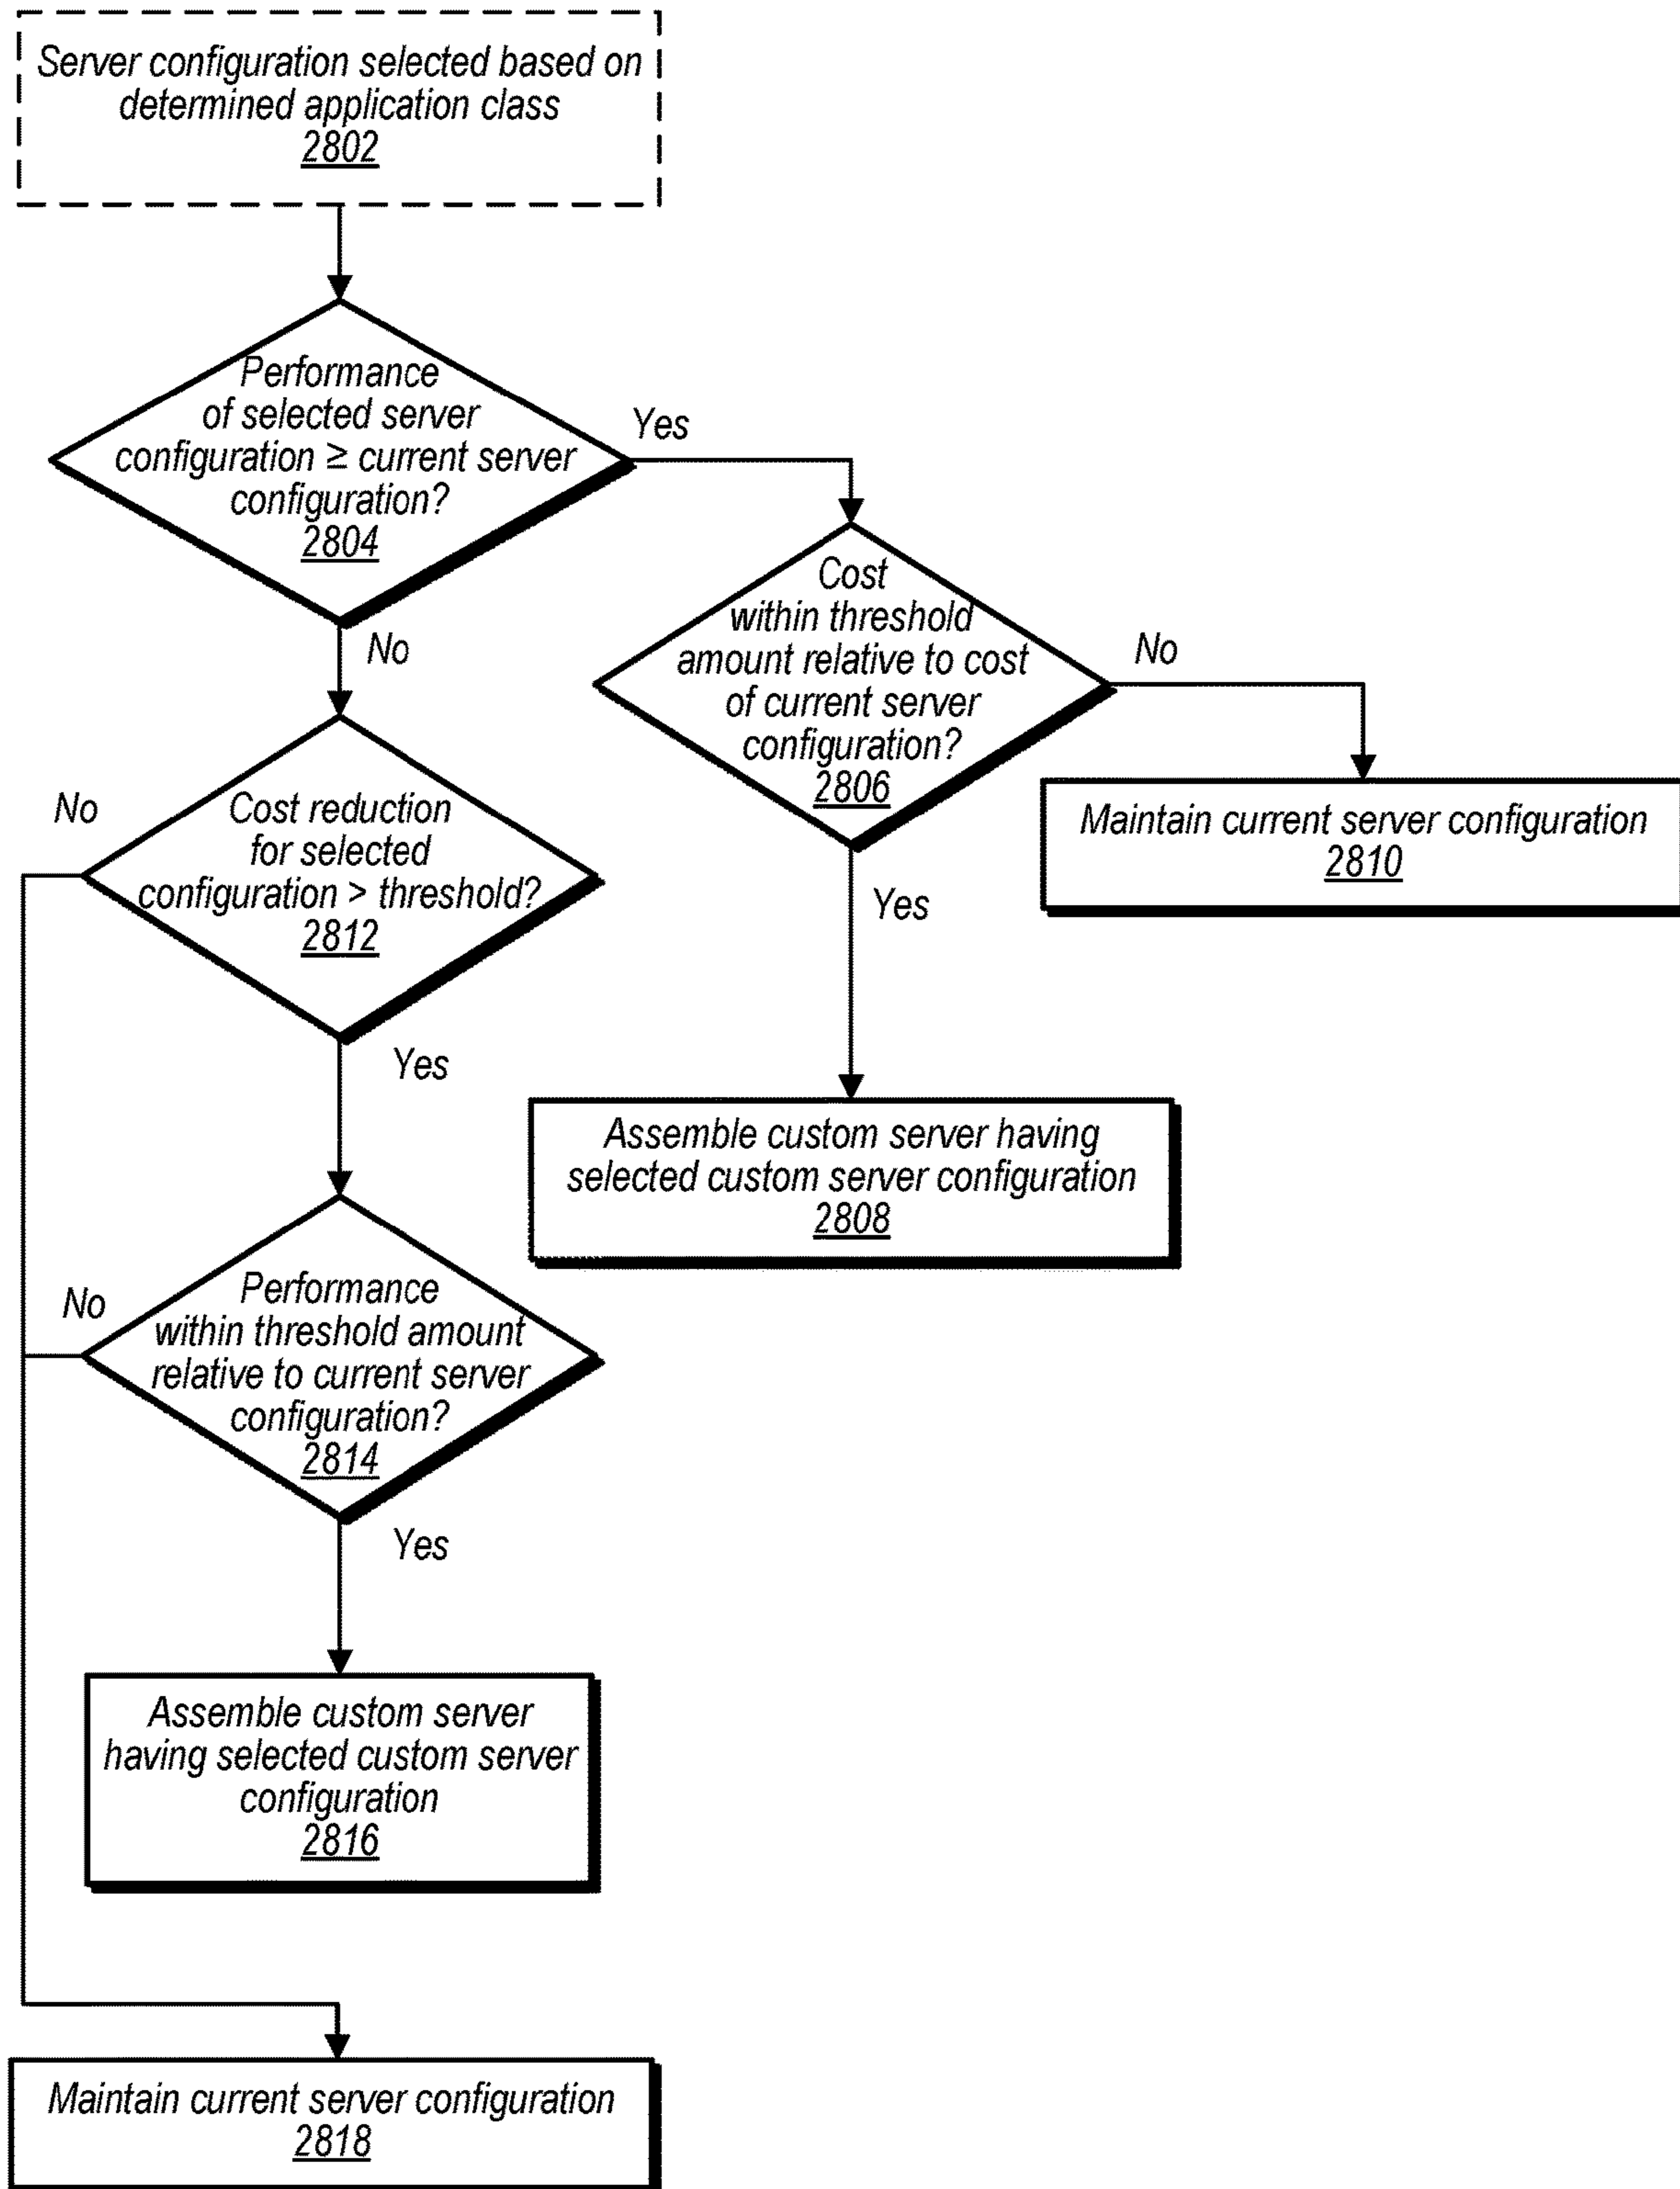 Server configuration selected based on
determined application class
2802
Performance
of selected server
configuration ≥ current server
configuration?
2804
Yes
No
Cost
within threshold
amount relative to cost
of current server
configuration?
2806
No
Yes
Maintain current server configuration
2810
No
Cost reduction
for selected
configuration > threshold?
2812
Yes
Assemble custom server having
selected custom server configuration
2808
No
Performance
within threshold amount
relative to current server
configuration?
2814
Yes
Assemble custom server
having selected custom server
configuration
2816
Maintain current server configuration
2818